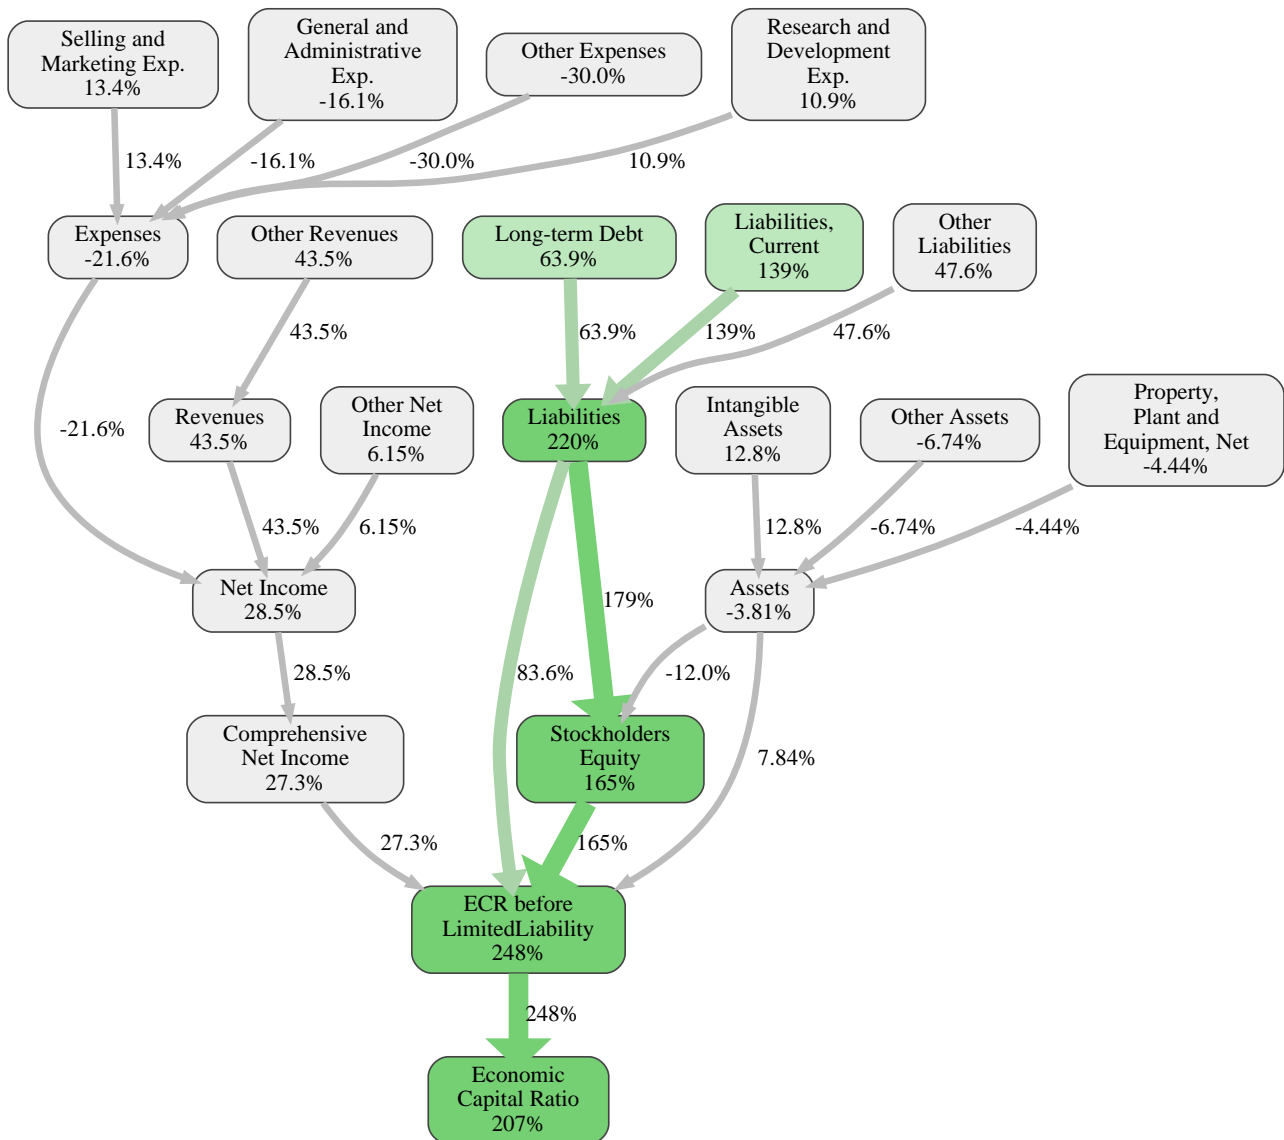 Selling and
Marketing Exp.
13.4%
General and
Administrative
Exp.
-16.1%
Other Expenses
-30.0%
Research and
Development
Exp.
10.9%
13.4%
-16.1%
-30.0%
10.9%
Expenses
-21.6%
Other Revenues
43.5%
Long-term Debt
63.9%
Liabilities,
Current
139%
Other
Liabilities
47.6%
43.5%
63.9%
139%
47.6%
Revenues
43.5%
Other Net
Income
6.15%
Liabilities
220%
Intangible
Assets
12.8%
Other Assets
-6.74%
Property,
Plant and
Equipment, Net
-4.44%
-21.6%
43.5%
6.15%
12.8%
-6.74%
-4.44%
Net Income
28.5%
179%
Assets
-3.81%
28.5%
83.6%
-12.0%
Comprehensive
Net Income
27.3%
Stockholders
Equity
165%
7.84%
27.3%
165%
ECR before
LimitedLiability
248%
248%
Economic
Capital Ratio
207%